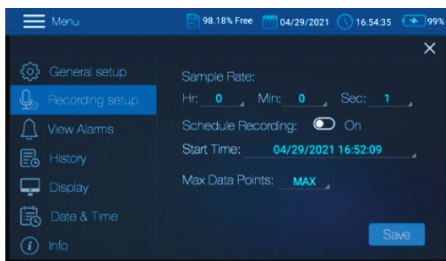 Menu 98.18% Free 04/29/2021 16:54:35 99%
General setup
Recording setup
View Alarms
History
Display
Date & Time
Info
Sample Rate:
Hr: 0 Min: 0 Sec: 1
Schedule Recording: On
Start Time: 04/29/2021 16:52:09
Max Data Points: MAX
Save